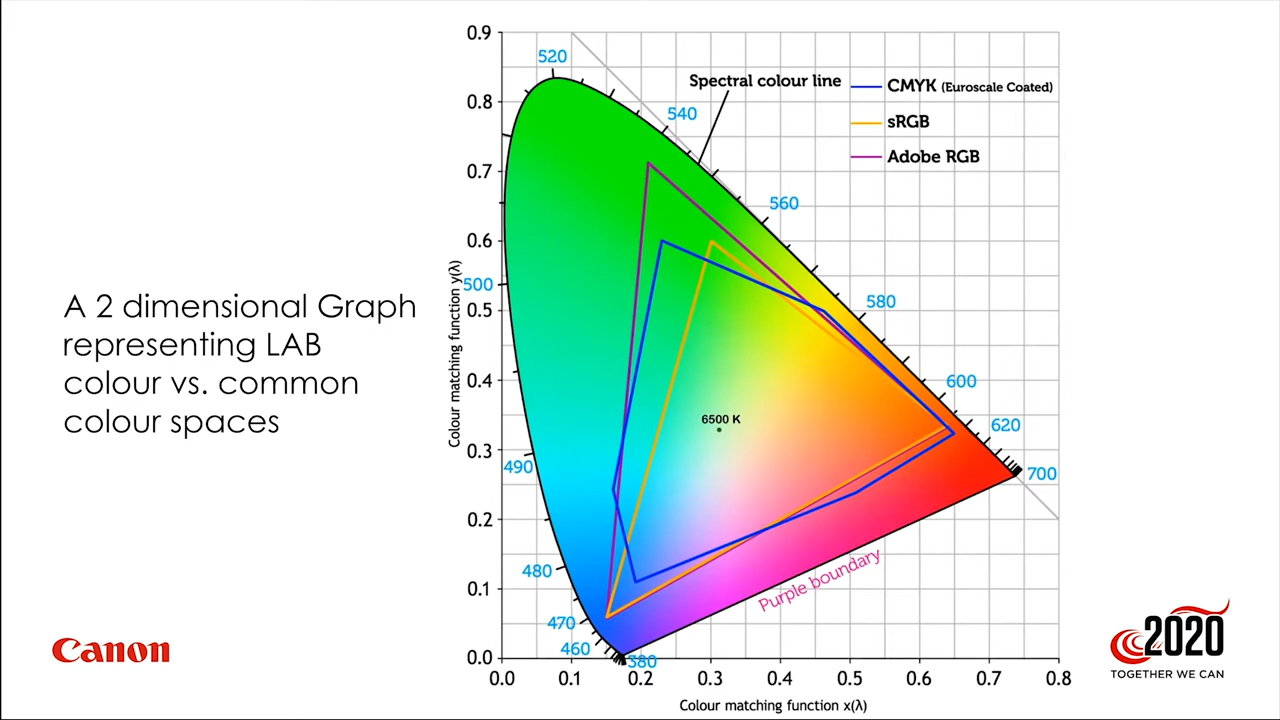 A 2 dimensional Graph
representing LAB
colour vs. common
colour spaces
Canon
0.9
0.8
0.7
0.6
0.5
0.4
0.3
0.2
0.1
0.0
Colour matching function y(λ)
0.0 0.1 0.2 0.3 0.4 0.5 0.6 0.7 0.8
Colour matching function x(λ)
520
540
560
580
600
620
700
500
490
480
470
460
380
Spectral colour line
CMYK (Euroscale Coated)
sRGB
Adobe RGB
6500 K
Purple boundary
2020
TOGETHER WE CAN